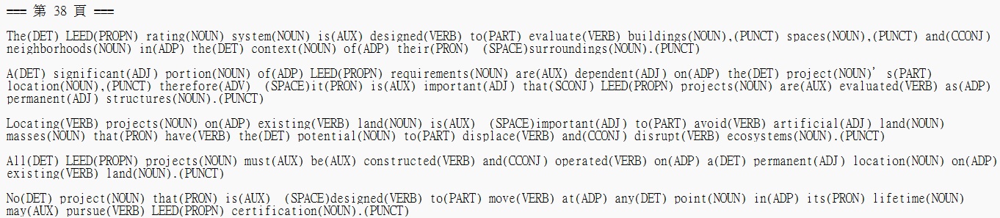 === 第 38 頁 ===
The(DET) LEED(PROPN) rating(NOUN) system(NOUN) is(AUX) designed(VERB) to(PART) evaluate(VERB) buildings(NOUN),(PUNCT) spaces(NOUN),(PUNCT) and(CCONJ)
neighborhoods(NOUN) in(ADP) the(DET) context(NOUN) of(ADP) their(PRON)  (SPACE)surroundings(NOUN).(PUNCT)
A(DET) significant(ADJ) portion(NOUN) of(ADP) LEED(PROPN) requirements(NOUN) are(AUX) dependent(ADJ) on(ADP) the(DET) project(NOUN)’s(PART)
location(NOUN),(PUNCT) therefore(ADV)  (SPACE)it(PRON) is(AUX) important(ADJ) that(SCONJ) LEED(PROPN) projects(NOUN) are(AUX) evaluated(VERB) as(ADP)
permanent(ADJ) structures(NOUN).(PUNCT)
Locating(VERB) projects(NOUN) on(ADP) existing(VERB) land(NOUN) is(AUX)  (SPACE)important(ADJ) to(PART) avoid(VERB) artificial(ADJ) land(NOUN)
masses(NOUN) that(PRON) have(VERB) the(DET) potential(NOUN) to(PART) displace(VERB) and(CCONJ) disrupt(VERB) ecosystems(NOUN).(PUNCT)
All(DET) LEED(PROPN) projects(NOUN) must(AUX) be(AUX) constructed(VERB) and(CCONJ) operated(VERB) on(ADP) a(DET) permanent(ADJ) location(NOUN) on(ADP)
existing(VERB) land(NOUN).(PUNCT)
No(DET) project(NOUN) that(PRON) is(AUX)  (SPACE)designed(VERB) to(PART) move(VERB) at(ADP) any(DET) point(NOUN) in(ADP) its(PRON) lifetime(NOUN)
may(AUX) pursue(VERB) LEED(PROPN) certification(NOUN).(PUNCT)